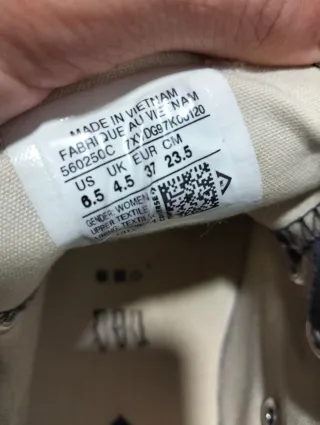 MADE IN VIETNAM
FABRIQUE AU VIETNAM
560250C
US UK EUR CM
6.5 4.5 37 23.5
GENDER: WOMEN
UPPER: TEXTILE
TEXTILE